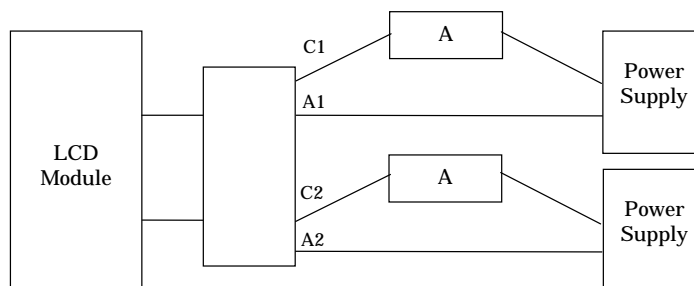 C1
A
A1
Power
Supply
LCD
Module
C2
A
A2
Power
Supply